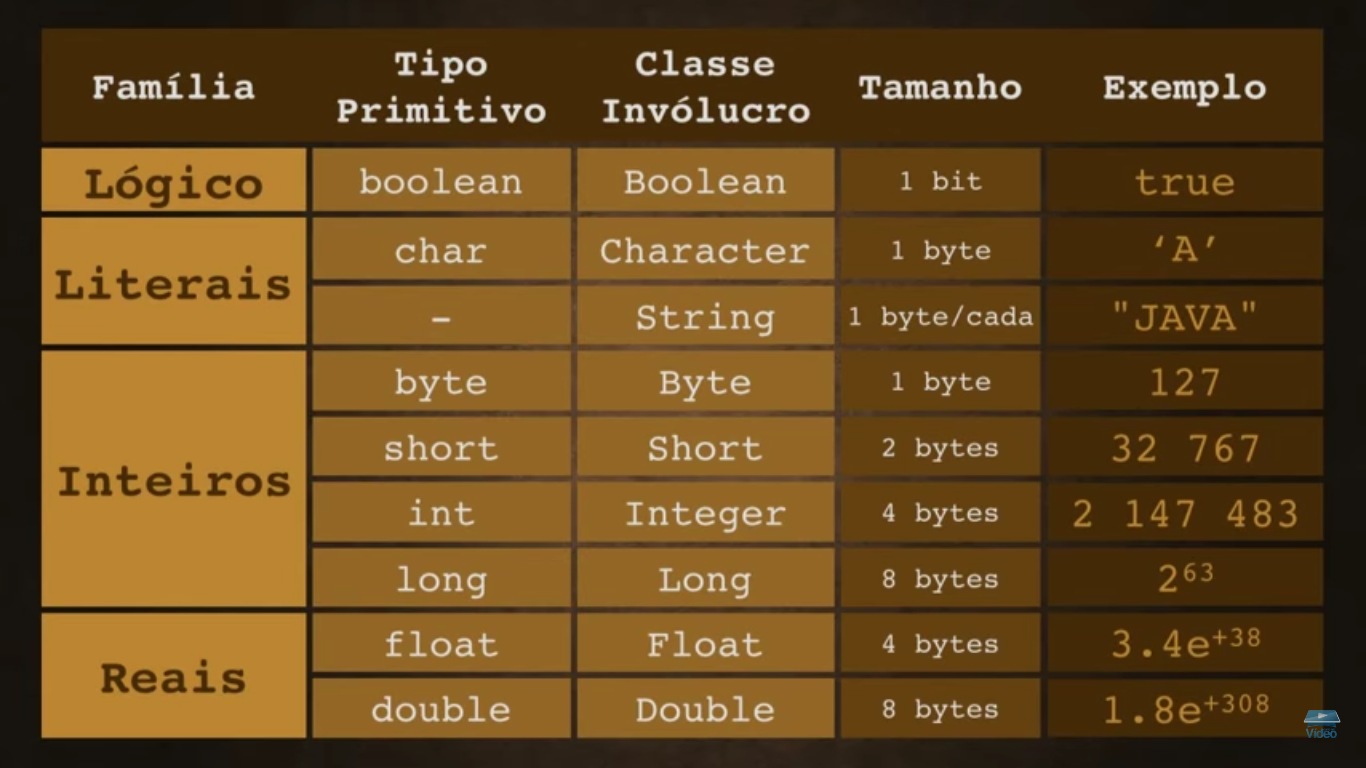 Família Tipo Primitivo Classe Invólucro Tamanho Exemplo
Lógico boolean Boolean 1 bit true
Literais char Character 1 byte ‘A’
– String 1 byte/cada "JAVA"
Inteiros byte Byte 1 byte 127
short Short 2 bytes 32 767
int Integer 4 bytes 2 147 483
long Long 8 bytes 2⁶³
Reais float Float 4 bytes 3.4e⁺³⁸
double Double 8 bytes 1.8e⁺³⁰⁸
Vídeo